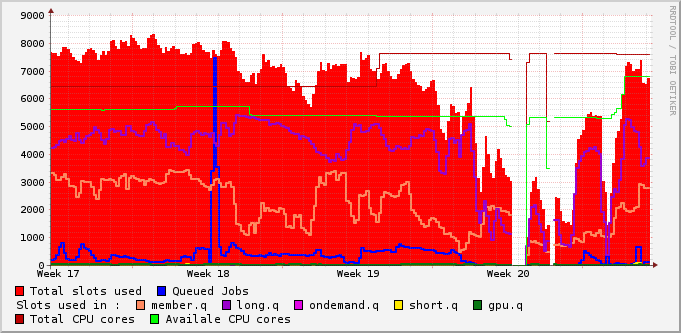 9000
8000
7000
6000
5000
4000
3000
2000
1000
0
Week 17 Week 18 Week 19 Week 20
Total slots used Queued Jobs
Slots used in : member.q long.q ondemand.q short.q gpu.q
Total CPU cores Availale CPU cores
RRDTOOL / TOBI OETIKER